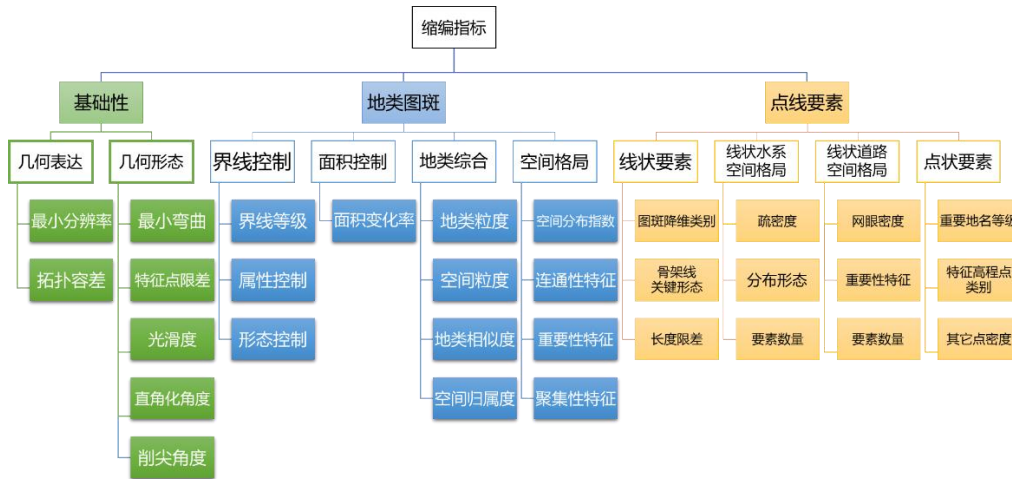 缩编指标
基础性
地类图斑
点线要素
几何表达
几何形态
界线控制
面积控制
地类综合
空间格局
线状要素
线状水系
空间格局
线状道路
空间格局
点状要素
最小分辨率
最小弯曲
界线等级
面积变化率
地类粒度
空间分布指数
图斑降维类别
疏密度
网眼密度
重要地名等级
拓扑容差
特征点限差
属性控制
空间粒度
连通性特征
骨架线
关键形态
分布形态
重要性特征
特征高程点
类别
光滑度
形态控制
地类相似度
重要性特征
长度限差
要素数量
要素数量
其它点密度
直角化角度
空间归属度
聚集性特征
削尖角度